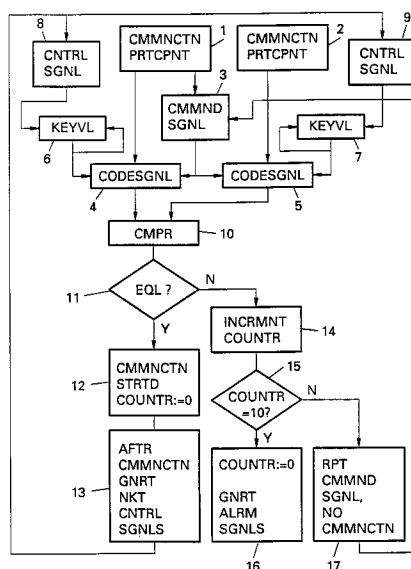 8
CNTRL
SGNL
CMMNCTN
PRTCPNT
1
CMMNCTN
PRTCPNT
2
CNTRL
SGNL
9
3
CMMND
SGNL
KEYVL
6
KEYVL
7
CODESGNL
4
CODESGNL
5
CMPR
10
EQL ?
11
N
Y
INCRMNT
COUNTR
14
CMMNCTN
STRTD
COUNTR:=0
12
COUNTR
=10?
15
N
Y
AFTR
CMMNCTN
GNRT
NKT
CNTRL
SGNLS
13
COUNTR:=0
GNRT
ALRM
SGNLS
16
RPT
CMMND
SGNL,
NO
CMMNCTN
17